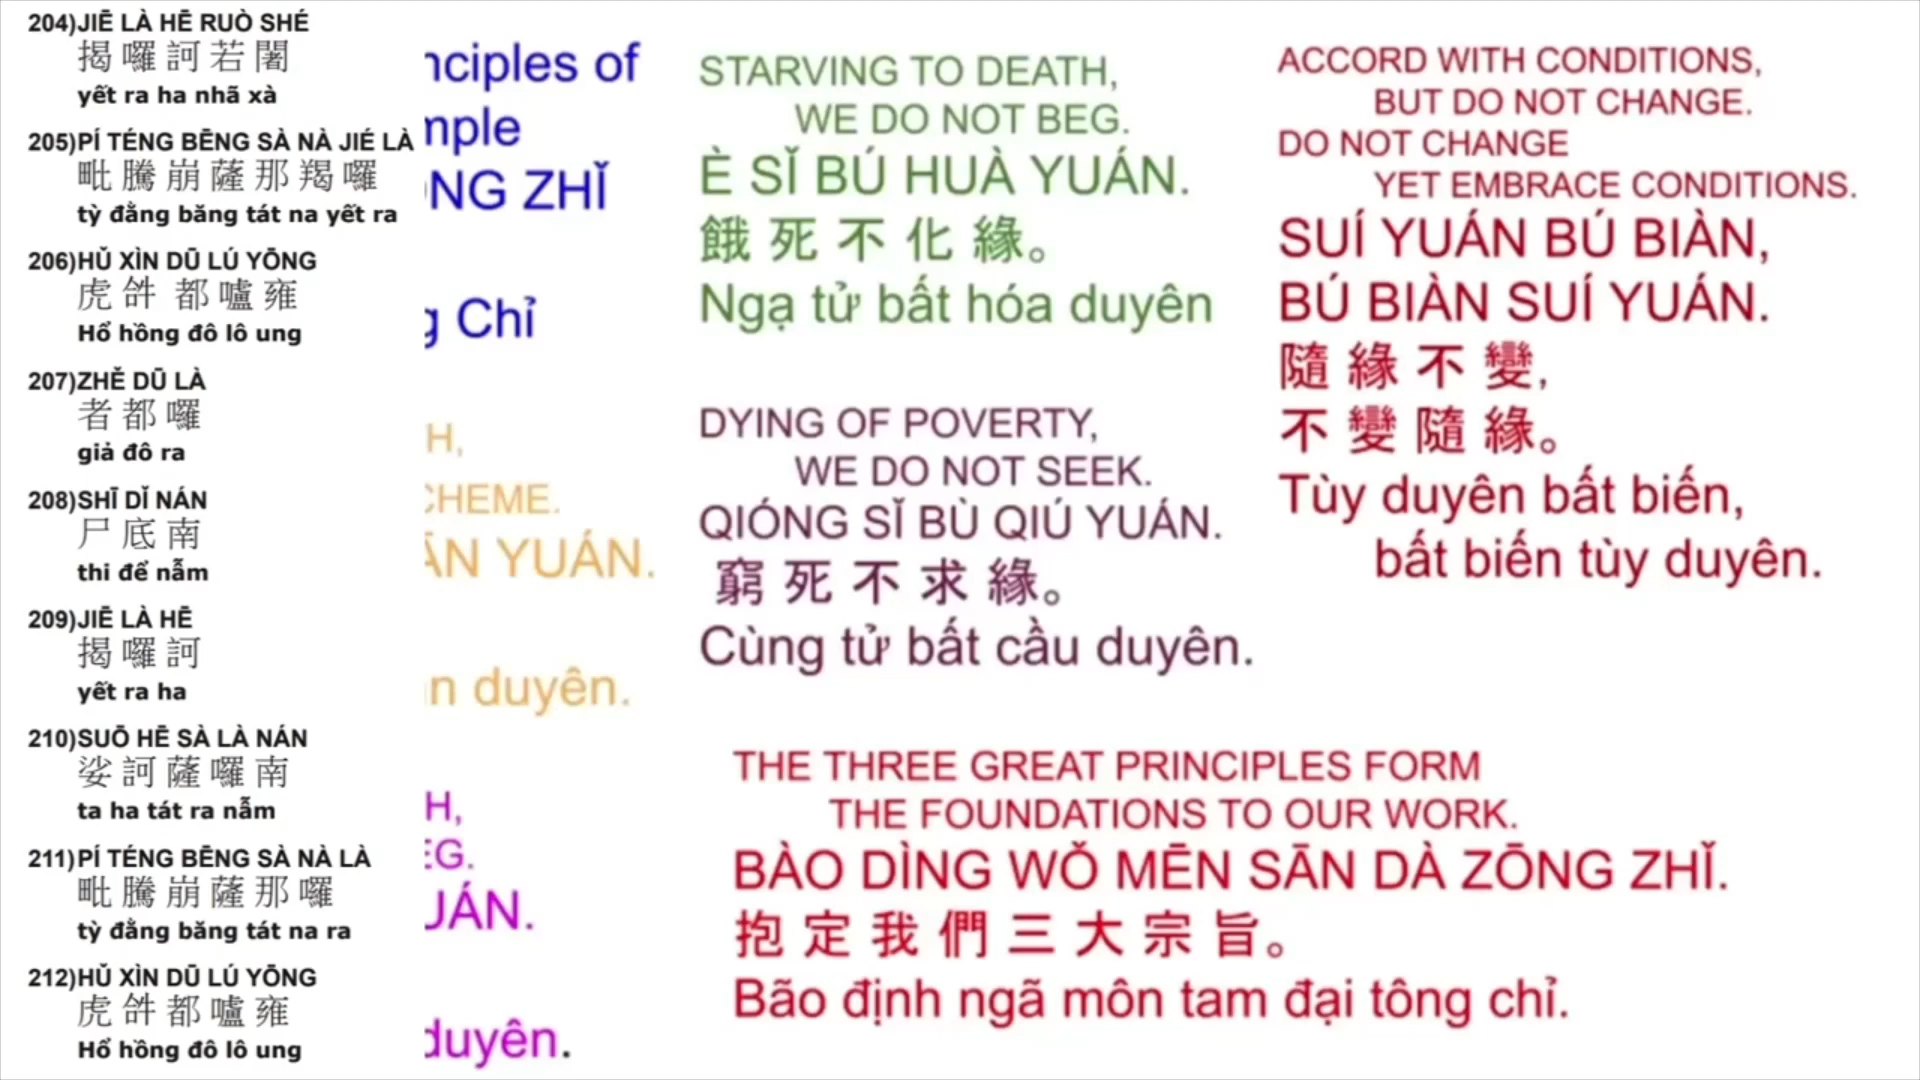 204)JIĒ LÀ HĒ RUÒ SHÉ
揭 囉 訶 若 闍
yết ra ha nhã xà
205)PÍ TÉNG BĒNG SÀ NÀ JIÉ LÀ
毗 騰 崩 薩 那 羯 囉
tỳ đằng băng tát na yết ra
206)HǓ XÌN DŪ LÚ YŌNG
虎 𤙖 都 嚧 雍
Hổ hồng đô lô ung
207)ZHĚ DŪ LÀ
者 都 囉
giả đô ra
208)SHĪ DǏ NÁN
尸 底 南
thi để nẫm
209)JIĒ LÀ HĒ
揭 囉 訶
yết ra ha
210)SUŌ HĒ SÀ LÀ NÁN
娑 訶 薩 囉 南
ta ha tát ra nẫm
211)PÍ TÉNG BĒNG SÀ NÀ LÀ
毗 騰 崩 薩 那 囉
tỳ đằng băng tát na ra
212)HǓ XÌN DŪ LÚ YŌNG
虎 𤙖 都 嚧 雍
Hổ hồng đô lô ung
nciples of
mple
ONG ZHǏ
g Chỉ
H,
CHEME.
ĀN YUÁN.
n duyên.
H,
EG.
UÁN.
duyên.
STARVING TO DEATH,
WE DO NOT BEG.
È SǏ BÚ HUÀ YUÁN.
餓 死 不 化 緣。
Ngạ tử bất hóa duyên
DYING OF POVERTY,
WE DO NOT SEEK.
QIÓNG SǏ BÙ QIÚ YUÁN.
窮 死 不 求 緣。
Cùng tử bất cầu duyên.
ACCORD WITH CONDITIONS,
BUT DO NOT CHANGE.
DO NOT CHANGE
YET EMBRACE CONDITIONS.
SUÍ YUÁN BÚ BIÀN,
BÚ BIÀN SUÍ YUÁN.
隨 緣 不 變,
不 變 隨 緣。
Tùy duyên bất biến,
bất biến tùy duyên.
THE THREE GREAT PRINCIPLES FORM
THE FOUNDATIONS TO OUR WORK.
BÀO DÌNG WǑ MĒN SĀN DÀ ZŌNG ZHǏ.
抱 定 我 們 三 大 宗 旨。
Bão định ngã môn tam đại tông chỉ.